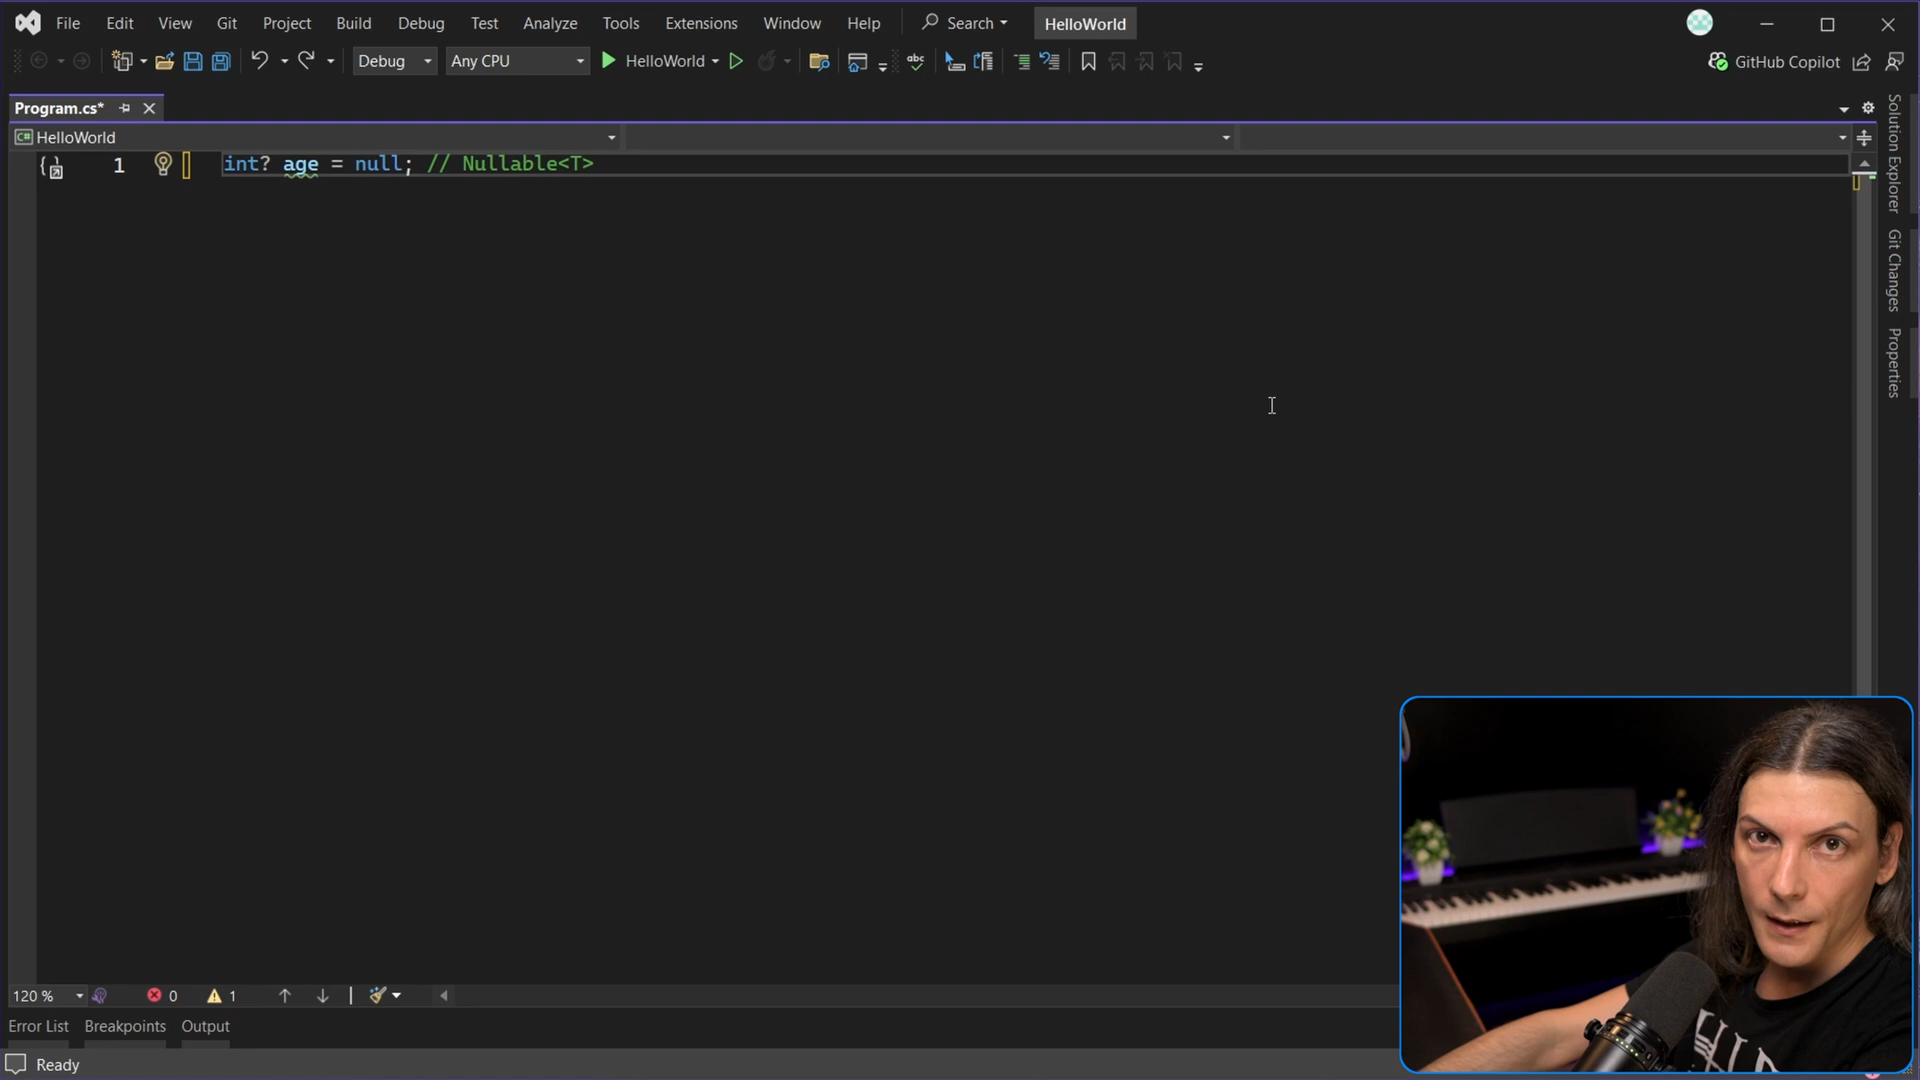 File Edit View Git Project Build Debug Test Analyze Tools Extensions Window Help Search HelloWorld
Debug Any CPU HelloWorld abc GitHub Copilot
Program.cs*
C# HelloWorld
1 int? age = null; // Nullable<T>
Solution Explorer
Git Changes
Properties
120 % 0 1
Error List Breakpoints Output
Ready